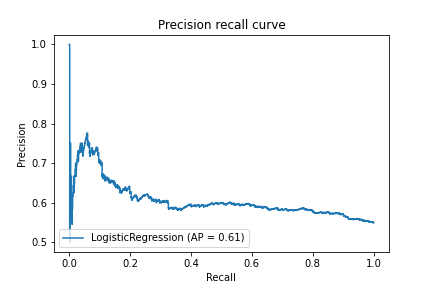 Precision recall curve
1.0
0.9
0.8
0.7
0.6
0.5
Precision
LogisticRegression (AP = 0.61)
0.0 0.2 0.4 0.6 0.8 1.0
Recall